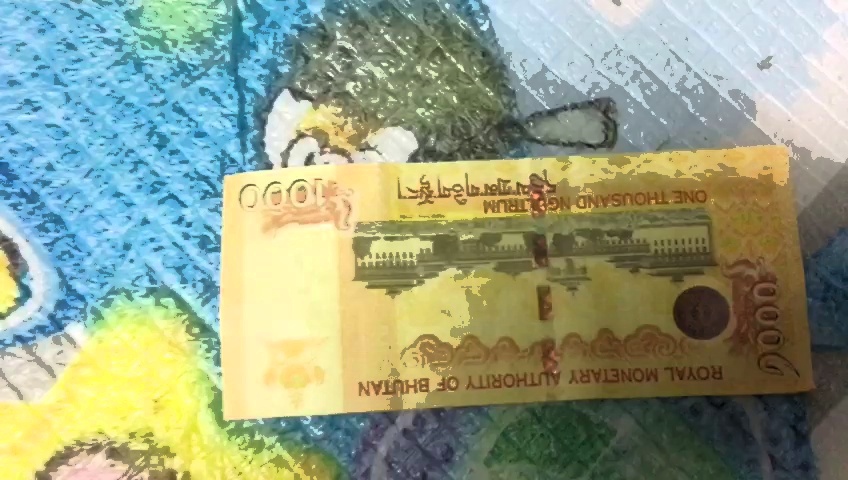 ROYAL MONETARY AUTHORITY OF BHUTAN
ONE THOUSAND NGULTRUM
1000
1000